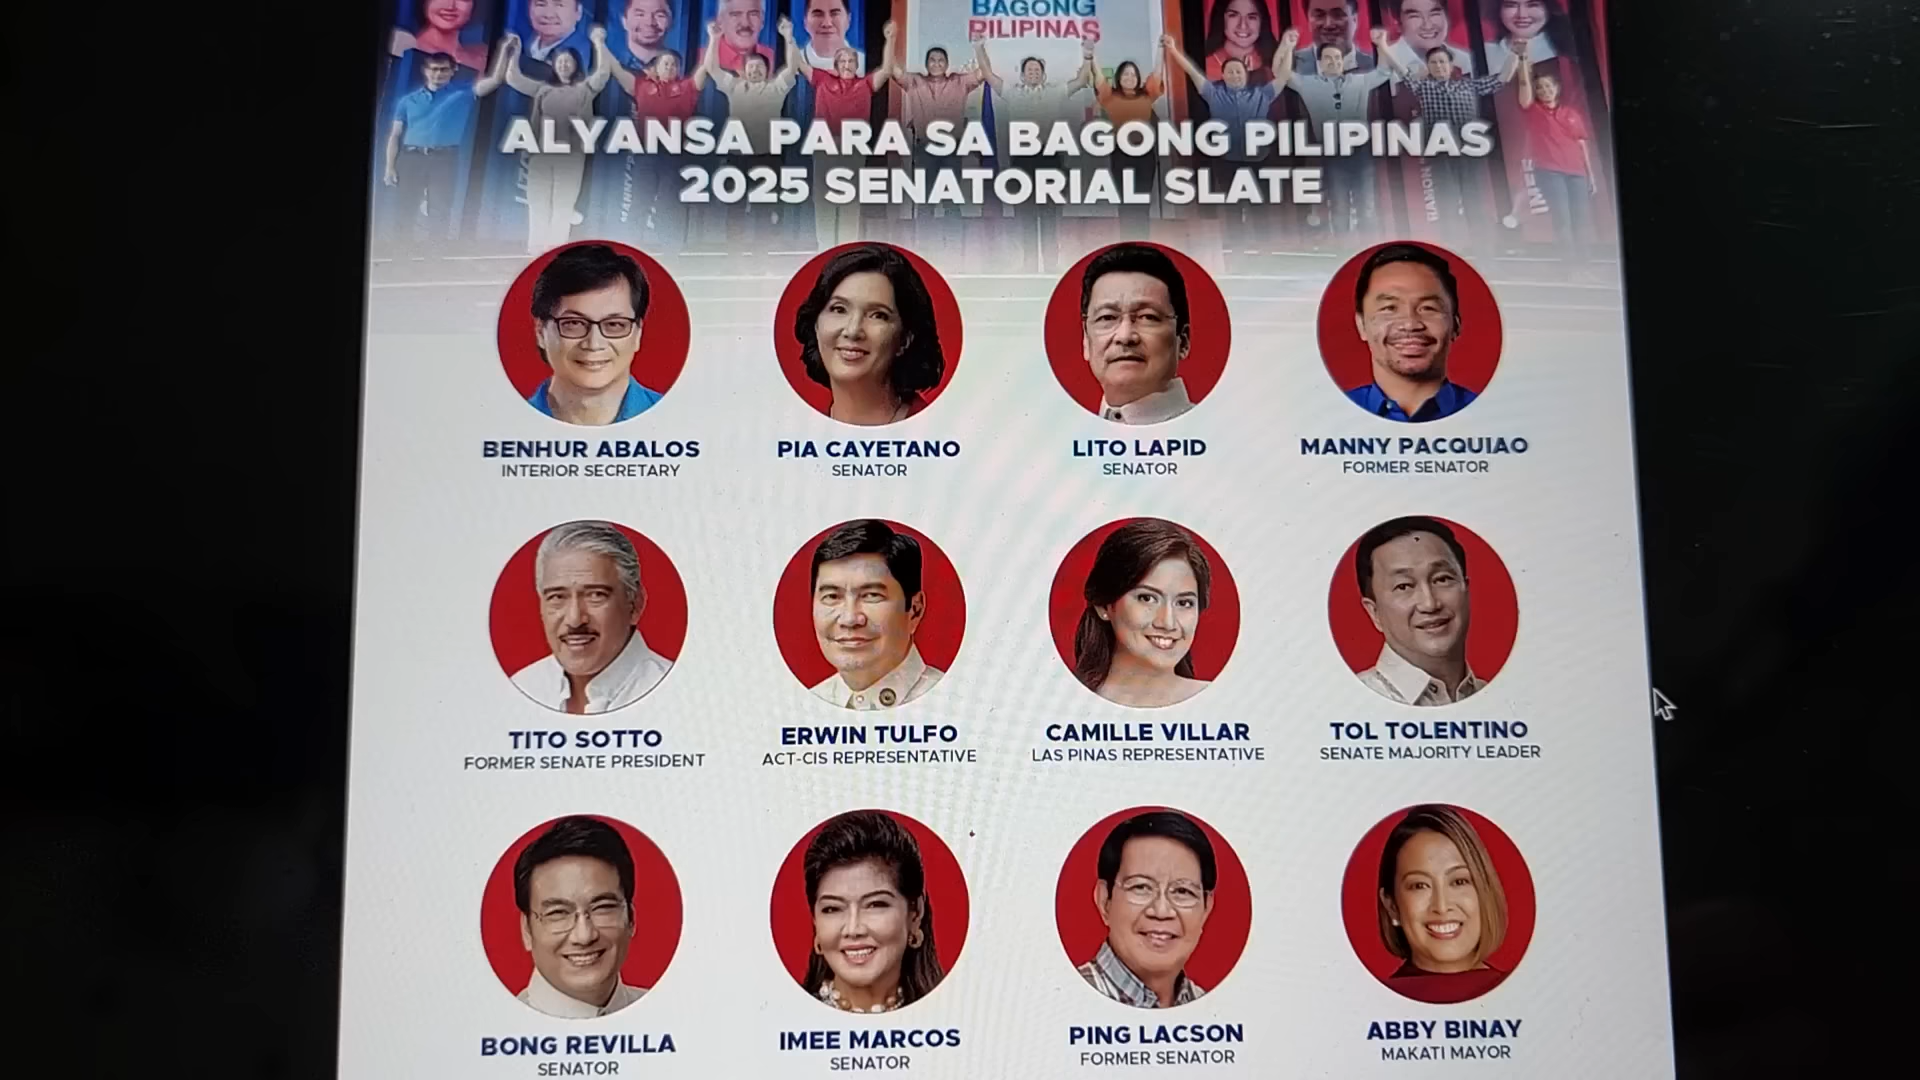 BAGONG
PILIPINAS
ALYANSA PARA SA BAGONG PILIPINAS
2025 SENATORIAL SLATE
BENHUR ABALOS
INTERIOR SECRETARY
PIA CAYETANO
SENATOR
LITO LAPID
SENATOR
MANNY PACQUIAO
FORMER SENATOR
TITO SOTTO
FORMER SENATE PRESIDENT
ERWIN TULFO
ACT-CIS REPRESENTATIVE
CAMILLE VILLAR
LAS PINAS REPRESENTATIVE
TOL TOLENTINO
SENATE MAJORITY LEADER
BONG REVILLA
SENATOR
IMEE MARCOS
SENATOR
PING LACSON
FORMER SENATOR
ABBY BINAY
MAKATI MAYOR